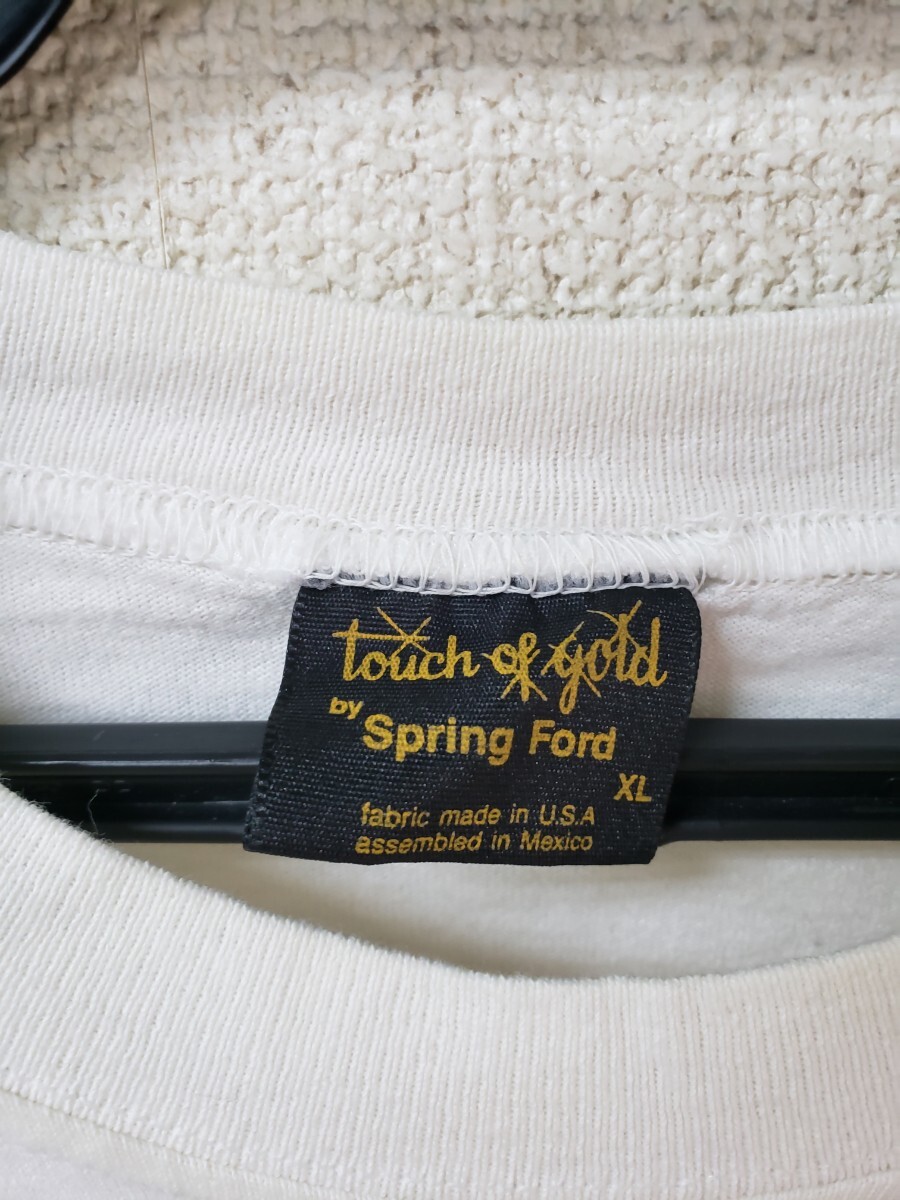 touch of gold
by Spring Ford
XL
fabric made in U.S.A
assembled in Mexico